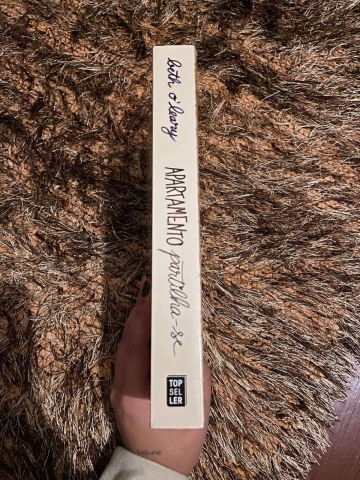 beth o'leary
APARTAMENTO partilha-se
TOP
SEL
LER